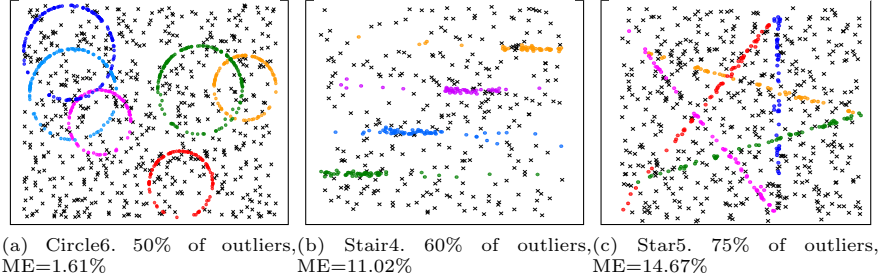 (a) Circle6. 50% of outliers,
ME=1.61%
(b) Stair4. 60% of outliers,
ME=11.02%
(c) Star5. 75% of outliers,
ME=14.67%